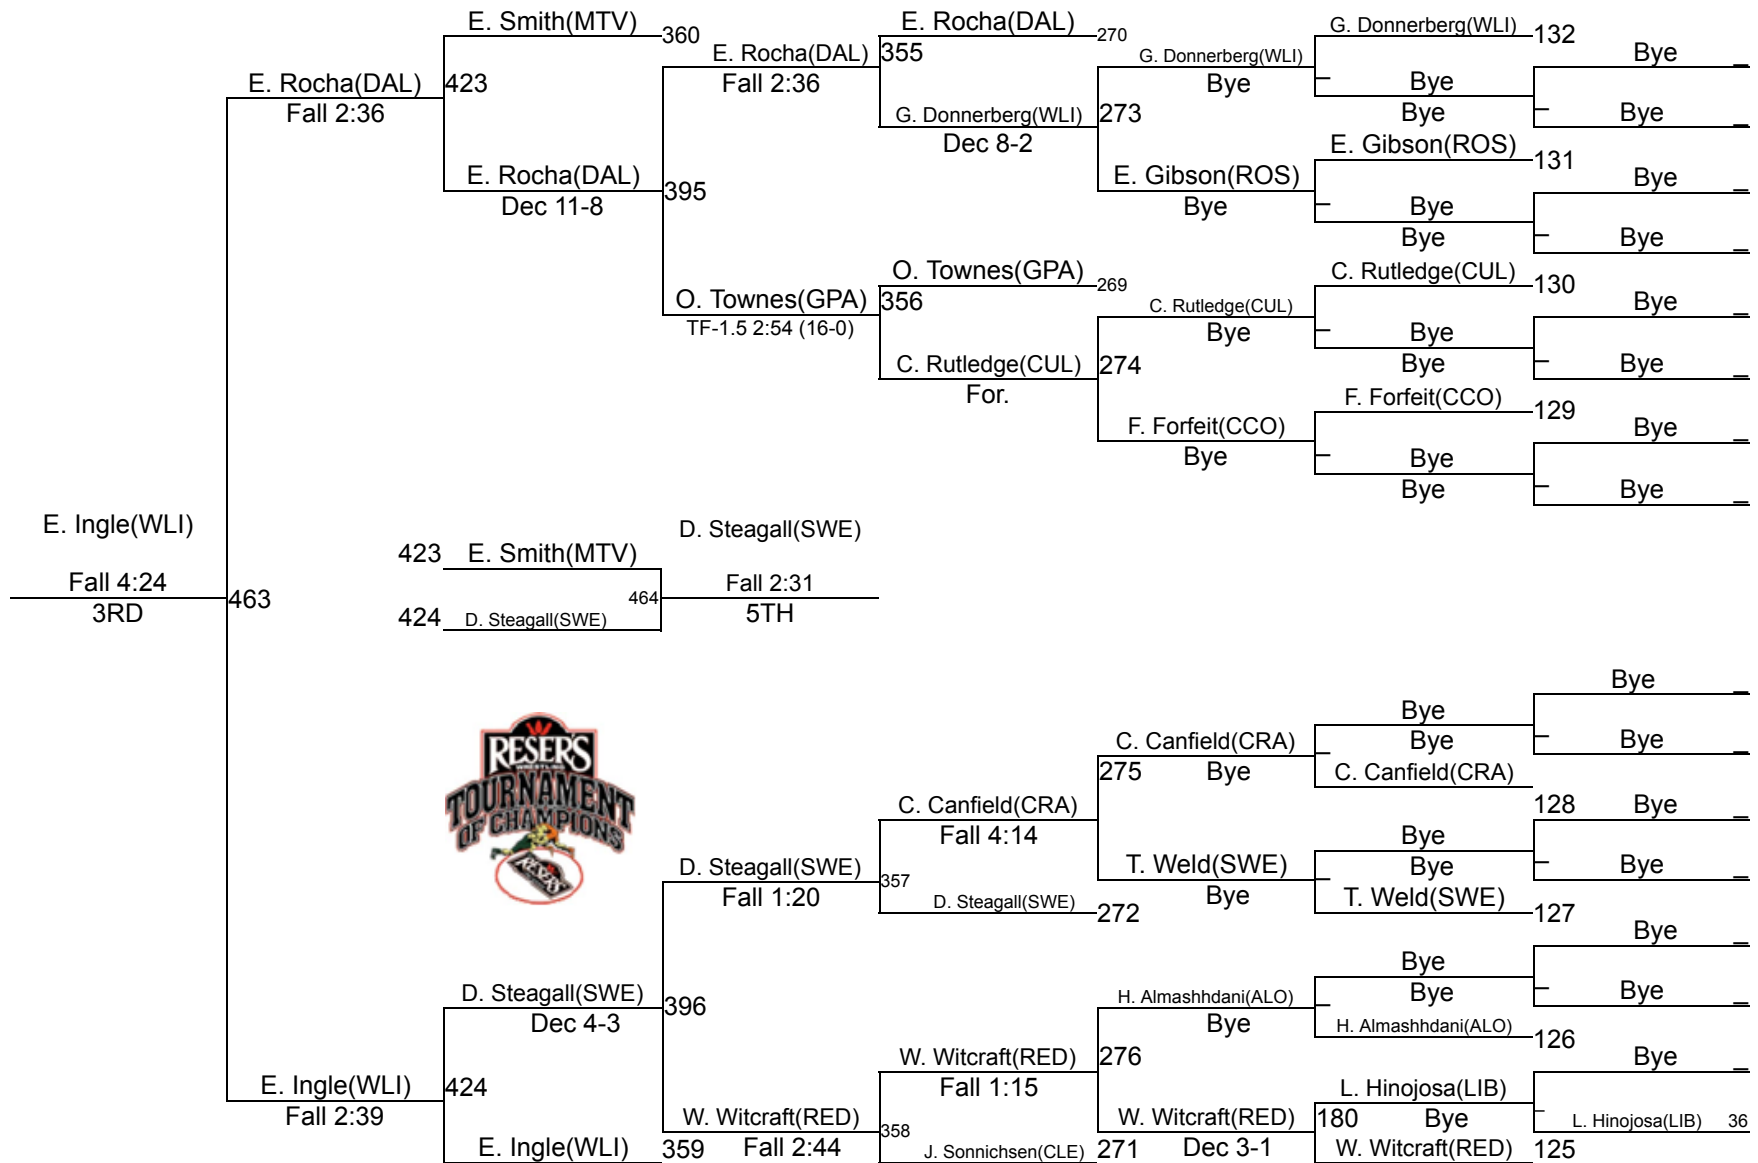 E. Smith(MTV)
360
E. Rocha(DAL)
270
G. Donnerberg(WLI)
132
Bye _
E. Rocha(DAL)
355
G. Donnerberg(WLI)
Bye
Fall 2:36
E. Rocha(DAL)
423
Fall 2:36
_ Bye
Bye
_ Bye _
G. Donnerberg(WLI)
273
Dec 8-2
E. Gibson(ROS)
131
E. Rocha(DAL)
395
Dec 11-8
E. Gibson(ROS)
Bye
Bye _
_ Bye
Bye
_ Bye _
O. Townes(GPA)
269
C. Rutledge(CUL)
130
O. Townes(GPA)
356
TF-1.5 2:54 (16-0)
C. Rutledge(CUL)
Bye
Bye _
_ Bye
Bye
_ Bye _
C. Rutledge(CUL)
274
For.
F. Forfeit(CCO)
129
F. Forfeit(CCO)
Bye
Bye _
_ Bye
Bye
_ Bye _
E. Ingle(WLI)
Fall 4:24
3RD
463
423 E. Smith(MTV)
424 D. Steagall(SWE)
464
D. Steagall(SWE)
Fall 2:31
5TH
Bye _
Bye
Bye
_ Bye _
C. Canfield(CRA)
275 Bye
_
C. Canfield(CRA)
RESER'S
WRESTLING
TOURNAMENT
OF CHAMPIONS
RESER'S
C. Canfield(CRA)
Fall 4:14
128 Bye _
Bye
Bye
_ Bye _
D. Steagall(SWE)
Fall 1:20
357
T. Weld(SWE)
Bye
_
T. Weld(SWE)
127
D. Steagall(SWE)
272
Bye _
Bye
Bye
_ Bye _
D. Steagall(SWE)
Dec 4-3
396
H. Almashhdani(ALO)
Bye
_
H. Almashhdani(ALO)
126
W. Witcraft(RED)
Fall 1:15
276
Bye _
E. Ingle(WLI)
Fall 2:39
424
L. Hinojosa(LIB)
180 Bye
_
L. Hinojosa(LIB) 36
W. Witcraft(RED)
Fall 2:44
358
W. Witcraft(RED)
Dec 3-1
E. Ingle(WLI)
359
J. Sonnichsen(CLE)
271
W. Witcraft(RED)
125